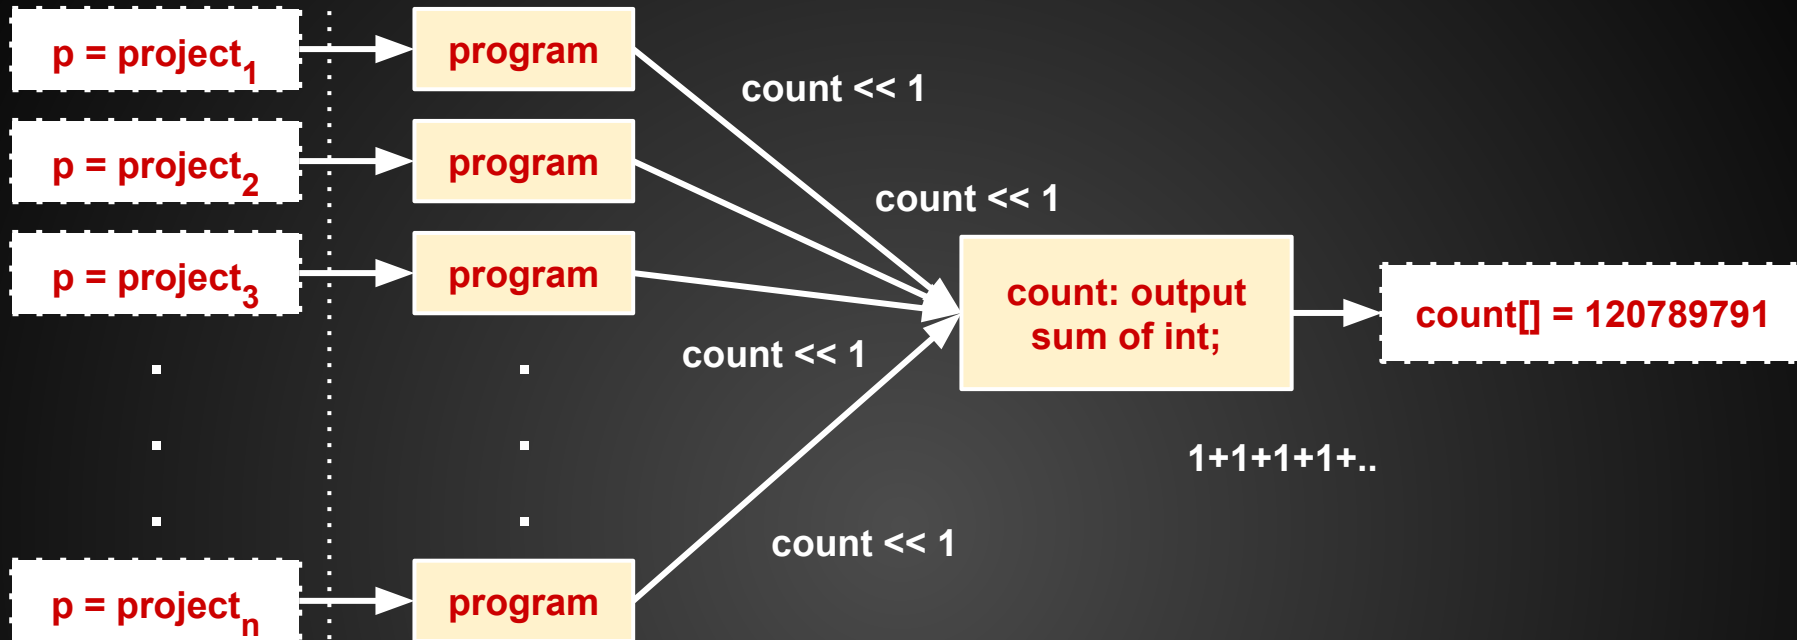 p = project1
program
count << 1
p = project2
program
count << 1
p = project3
program
count: output
sum of int;
count[] = 120789791
count << 1
1+1+1+1+..
count << 1
p = projectn
program